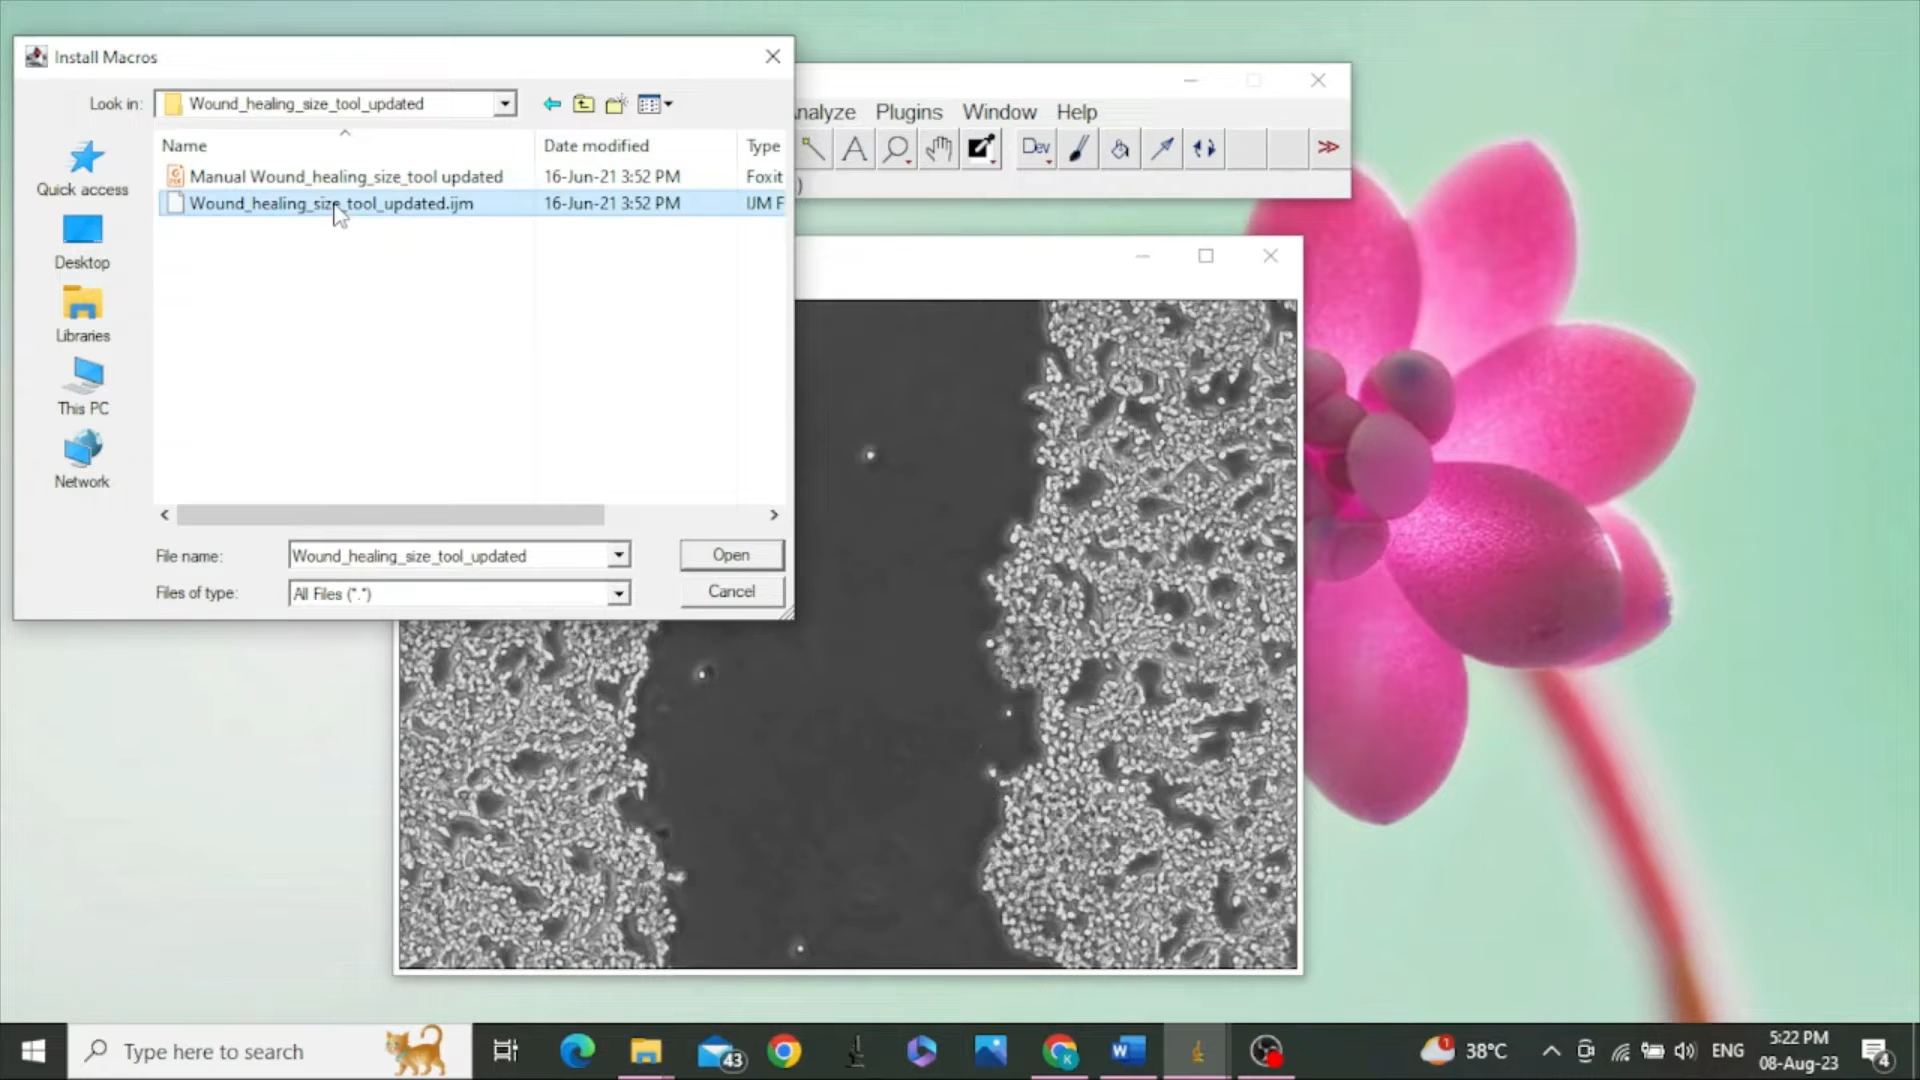 Install Macros
Look in: Wound_healing_size_tool_updated
Name Date modified Type
Manual Wound_healing_size_tool updated 16-Jun-21 3:52 PM Foxit
Wound_healing_size_tool_updated.ijm 16-Jun-21 3:52 PM IJM F
Quick access
Desktop
Libraries
This PC
Network
File name: Wound_healing_size_tool_updated Open
Files of type: All Files (*.*) Cancel
Analyze Plugins Window Help
A Dev >>
)
Type here to search
43
W
1
38°C
ENG
5:22 PM
08-Aug-23
4